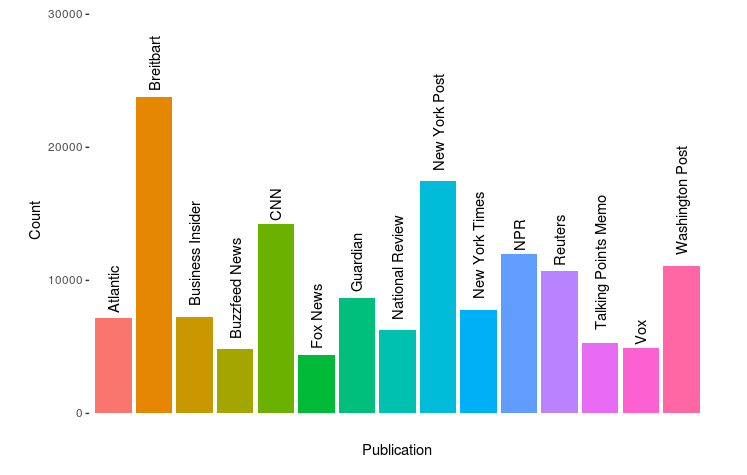 30000
20000
10000
0
Count
Atlantic
Breitbart
Business Insider
Buzzfeed News
CNN
Fox News
Guardian
National Review
New York Post
New York Times
NPR
Reuters
Talking Points Memo
Vox
Washington Post
Publication